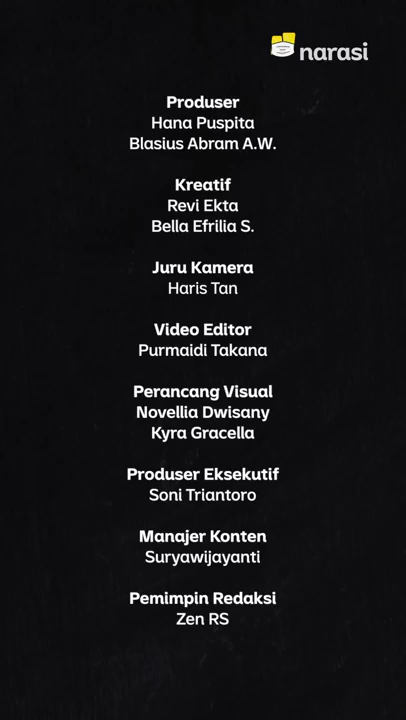 narasi
Produser
Hana Puspita
Blasius Abram A.W.
Kreatif
Revi Ekta
Bella Efrilia S.
Juru Kamera
Haris Tan
Video Editor
Purmaidi Takana
Perancang Visual
Novellia Dwisany
Kyra Gracella
Produser Eksekutif
Soni Triantoro
Manajer Konten
Suryawijayanti
Pemimpin Redaksi
Zen RS